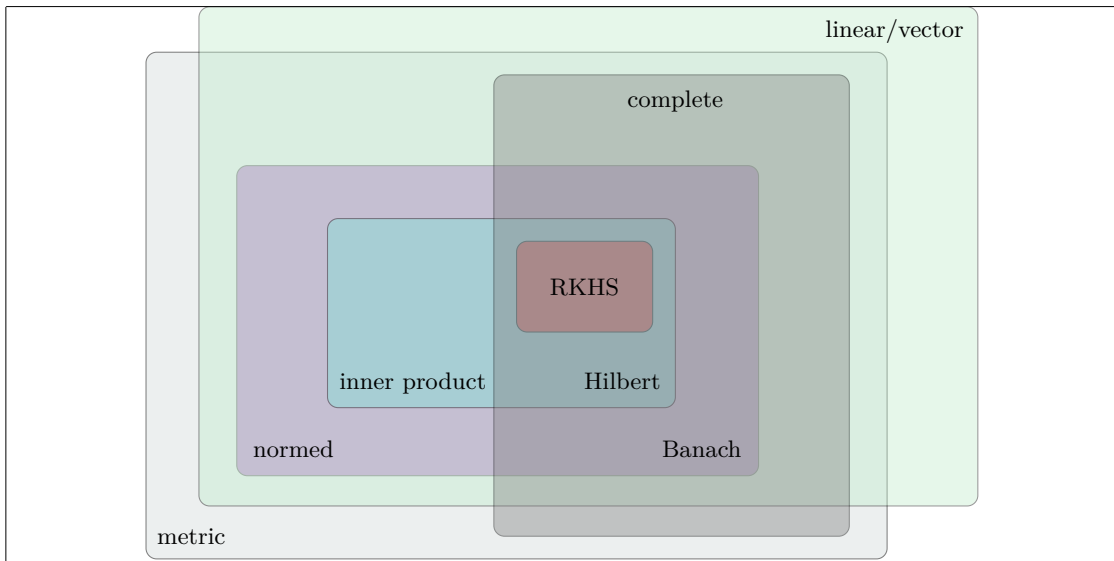 linear/vector
complete
RKHS
inner product
Hilbert
normed
Banach
metric